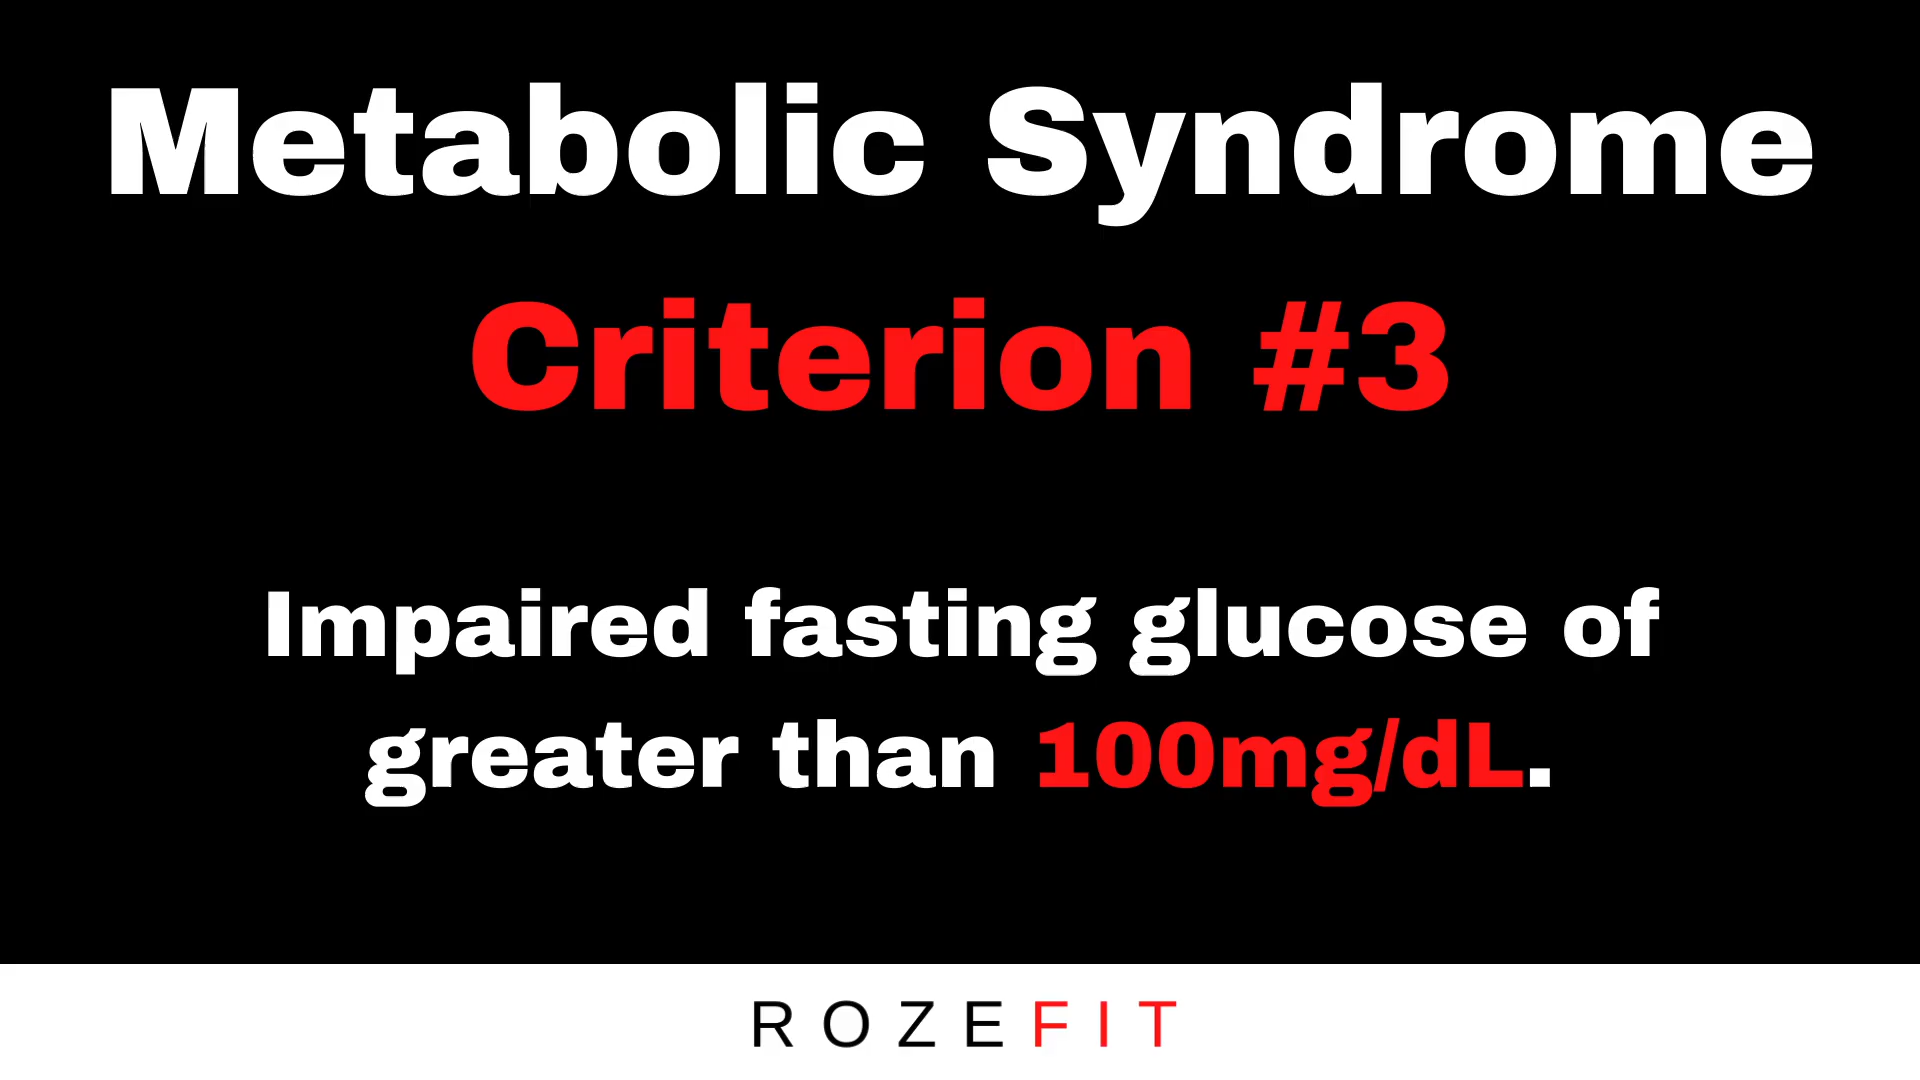 Metabolic Syndrome
Criterion #3
Impaired fasting glucose of
greater than 100mg/dL.
ROZEFIT